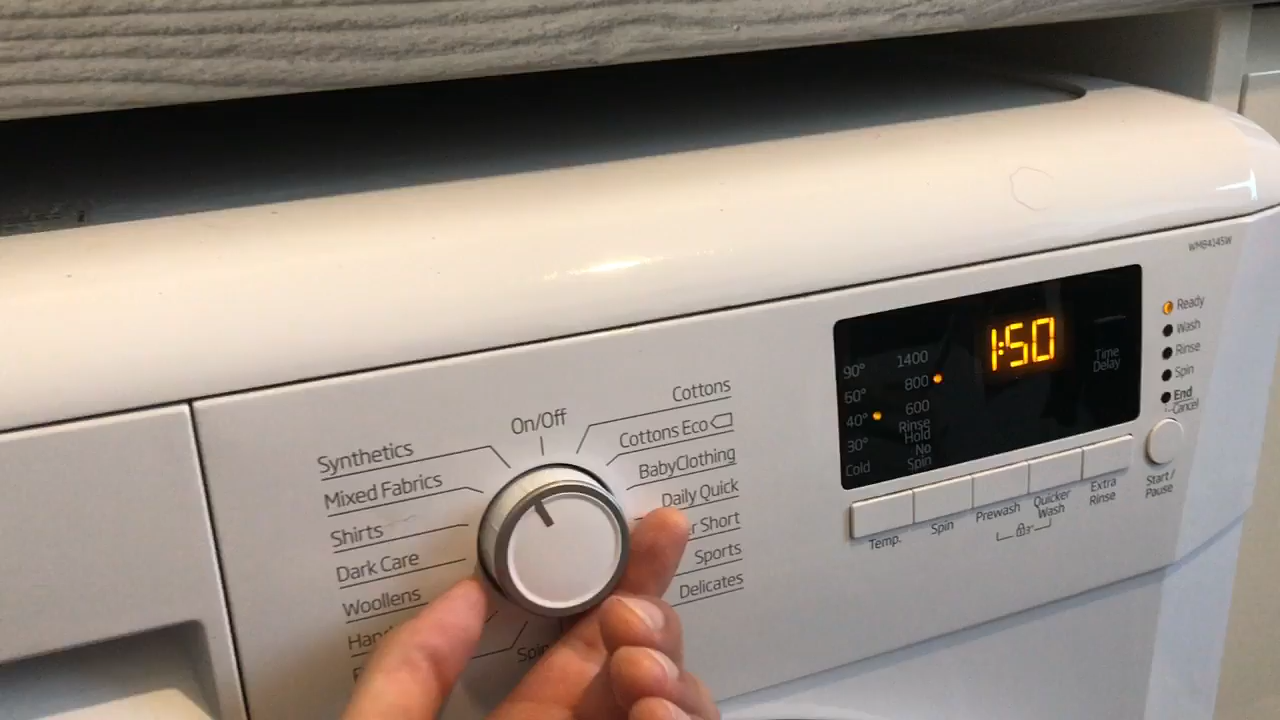 WMB4145W
Ready
Wash
Rinse
Spin
End
Cancel
1:50
Time
Delay
90°
60°
40°
30°
Cold
1400
800
600
Rinse
Hold
No
Spin
On/Off
Cottons
Cottons Eco
BabyClothing
Daily Quick
Short
Sports
Delicates
Synthetics
Mixed Fabrics
Shirts
Dark Care
Woollens
Spin
Temp.
Spin
Prewash
Quicker
Wash
Extra
Rinse
3"
Start/
Pause